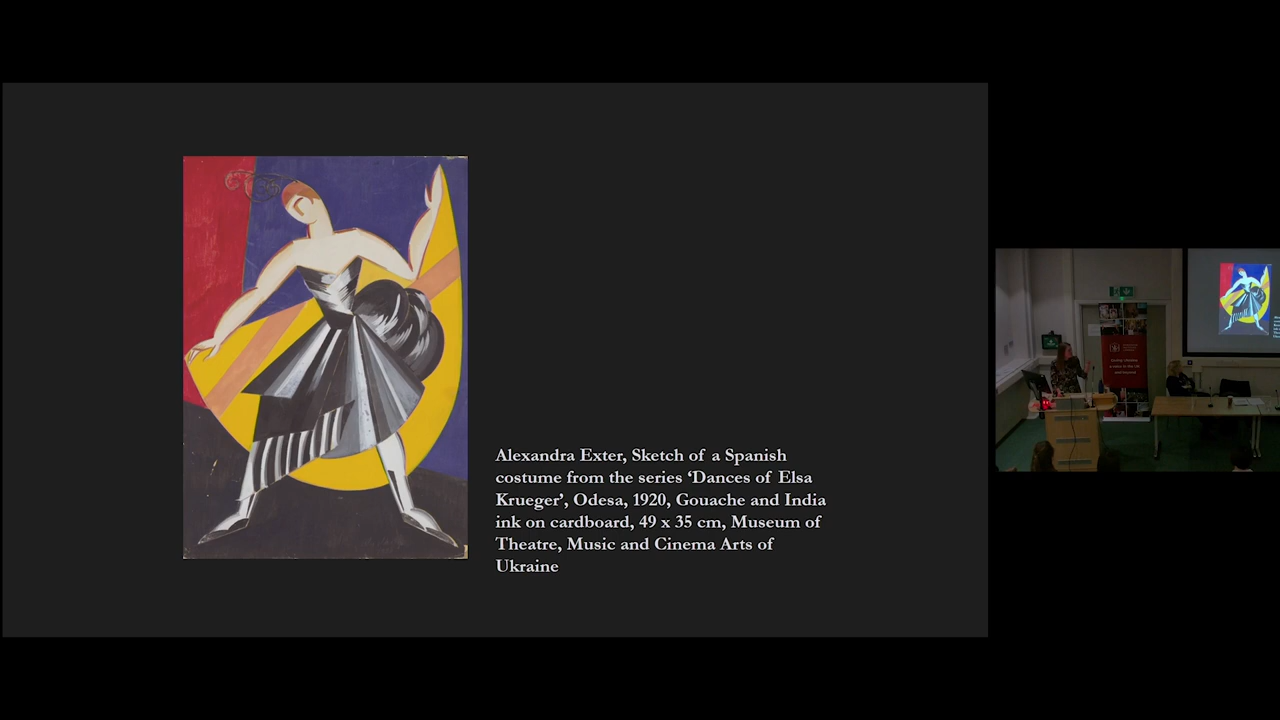 Alexandra Exter, Sketch of a Spanish
costume from the series ‘Dances of Elsa
Krueger’, Odesa, 1920, Gouache and India
ink on cardboard, 49 x 35 cm, Museum of
Theatre, Music and Cinema Arts of
Ukraine